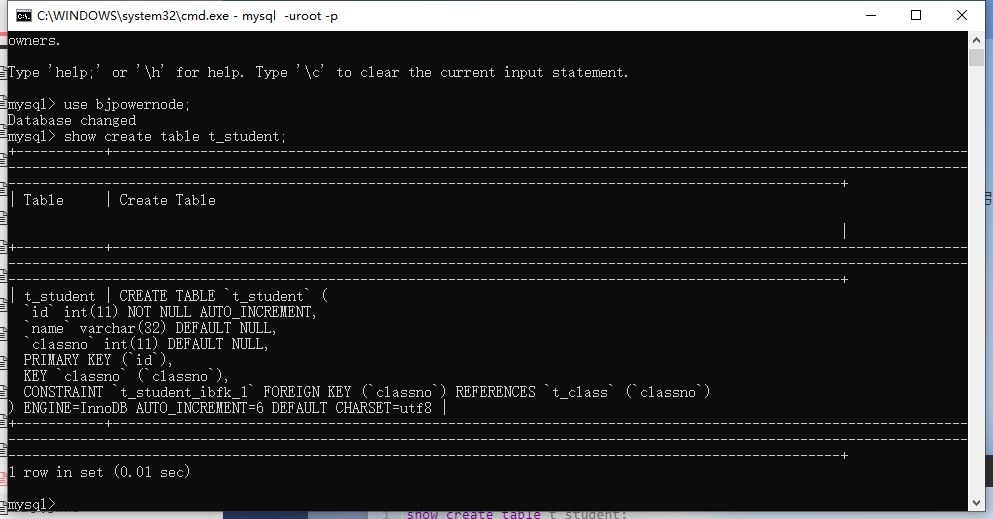 C:\WINDOWS\system32\cmd.exe - mysql  -uroot -p
owners.
Type 'help;' or '\h' for help. Type '\c' to clear the current input statement.
mysql> use bjpowernode;
Database changed
mysql> show create table t_student;
| Table | Create Table
|
| t_student | CREATE TABLE `t_student` (
`id` int(11) NOT NULL AUTO_INCREMENT,
`name` varchar(32) DEFAULT NULL,
`classno` int(11) DEFAULT NULL,
PRIMARY KEY (`id`),
KEY `classno` (`classno`),
CONSTRAINT `t_student_ibfk_1` FOREIGN KEY (`classno`) REFERENCES `t_class` (`classno`)
) ENGINE=InnoDB AUTO_INCREMENT=6 DEFAULT CHARSET=utf8 |
1 row in set (0.01 sec)
mysql>
1 show create table t_student;